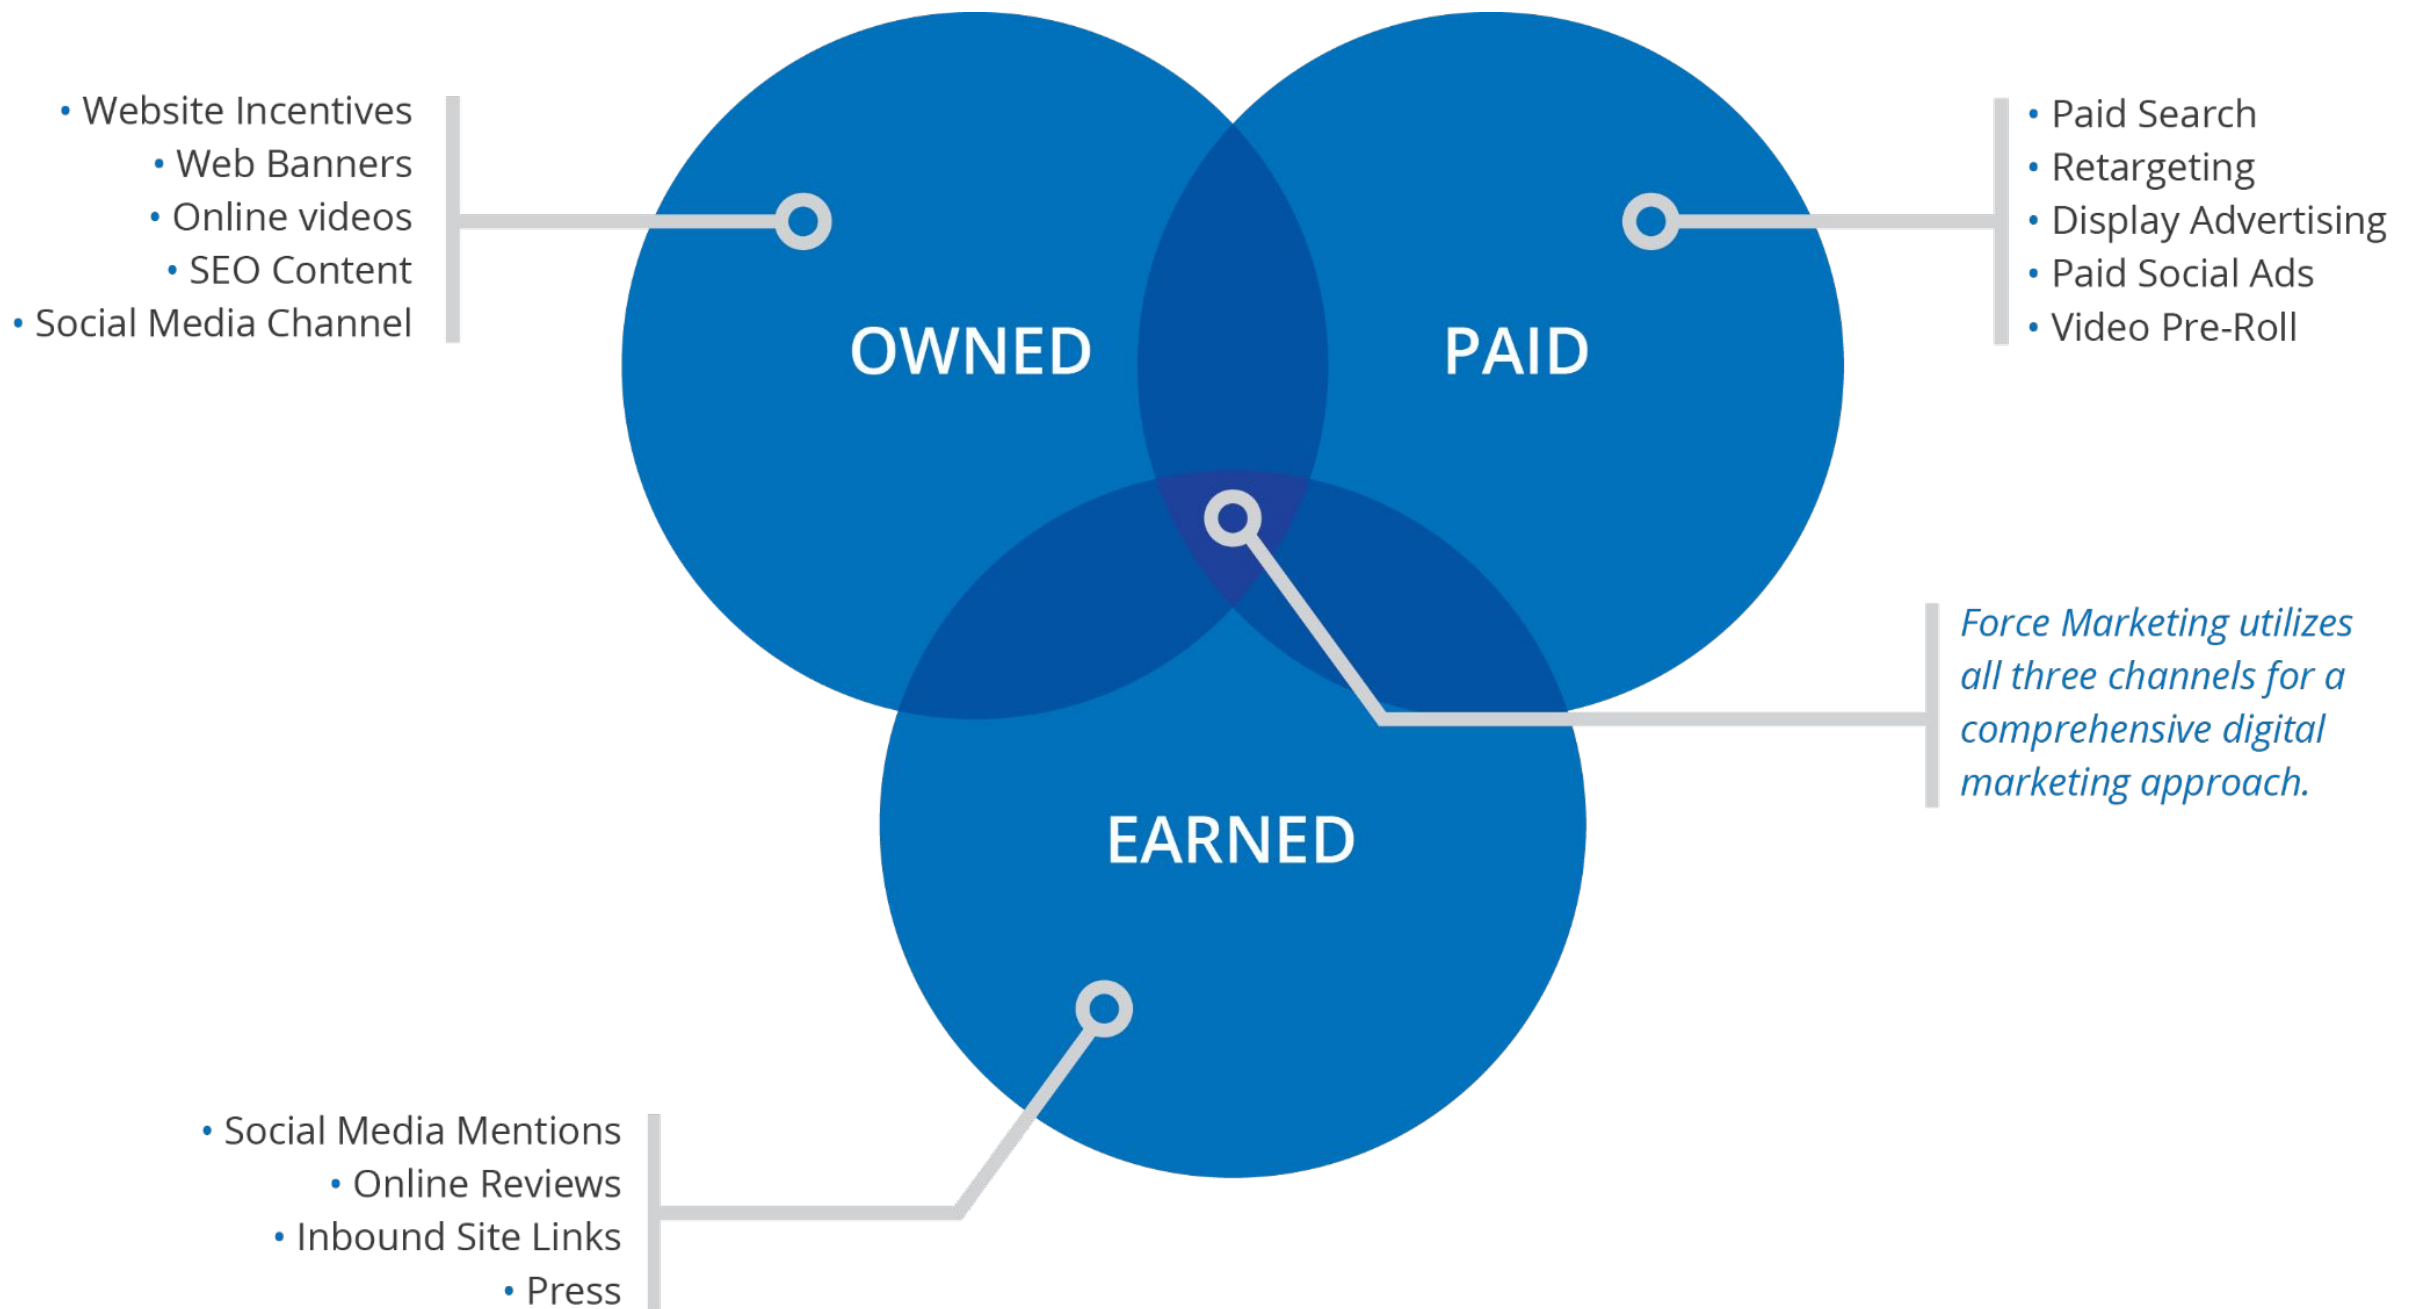 • Website Incentives
• Web Banners
• Online videos
• SEO Content
• Social Media Channel
OWNED
PAID
• Paid Search
• Retargeting
• Display Advertising
• Paid Social Ads
• Video Pre-Roll
Force Marketing utilizes
all three channels for a
comprehensive digital
marketing approach.
EARNED
• Social Media Mentions
• Online Reviews
• Inbound Site Links
• Press